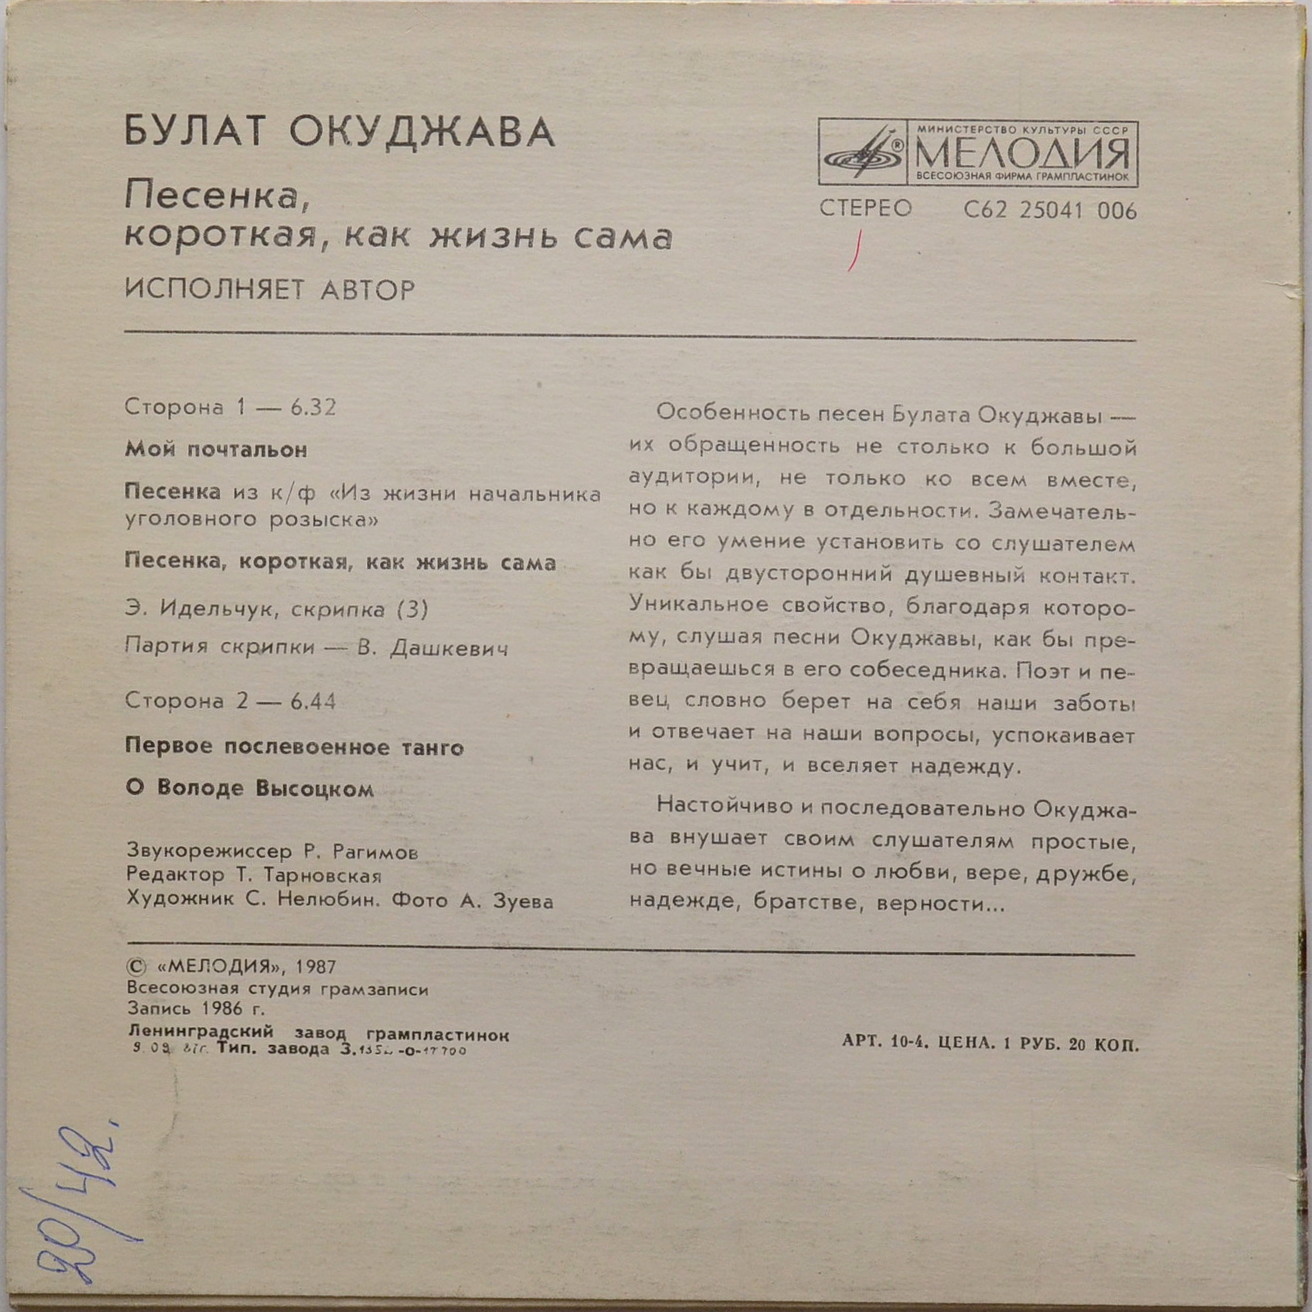 БУЛАТ ОКУДЖАВА
Песенка,
короткая, как жизнь сама
ИСПОЛНЯЕТ АВТОР
МИНИСТЕРСТВО КУЛЬТУРЫ СССР
МЕЛОДИЯ
ВСЕСОЮЗНАЯ ФИРМА ГРАМПЛАСТИНОК
®
СТЕРЕО С62 25041 006
Сторона 1 — 6.32
Мой почтальон
Песенка из к/ф «Из жизни начальника
уголовного розыска»
Песенка, короткая, как жизнь сама
Э. Идельчук, скрипка (3)
Партия скрипки — В. Дашкевич
Сторона 2 — 6.44
Первое послевоенное танго
О Володе Высоцком
Звукорежиссер Р. Рагимов
Редактор Т. Тарновская
Художник С. Нелюбин. Фото А. Зуева
Особенность песен Булата Окуджавы —
их обращенность не столько к большой
аудитории, не только ко всем вместе,
но к каждому в отдельности. Замечатель-
но его умение установить со слушателем
как бы двусторонний душевный контакт.
Уникальное свойство, благодаря которо-
му, слушая песни Окуджавы, как бы пре-
вращаешься в его собеседника. Поэт и пе-
вец словно берет на себя наши заботы
и отвечает на наши вопросы, успокаивает
нас, и учит, и вселяет надежду.
Настойчиво и последовательно Окуджа-
ва внушает своим слушателям простые,
но вечные истины о любви, вере, дружбе,
надежде, братстве, верности...
© «МЕЛОДИЯ», 1987
Всесоюзная студия грамзаписи
Запись 1986 г.
Ленинградский завод грампластинок
Тип. завода
АРТ. 10-4. ЦЕНА. 1 РУБ. 20 КОП.
20/42.